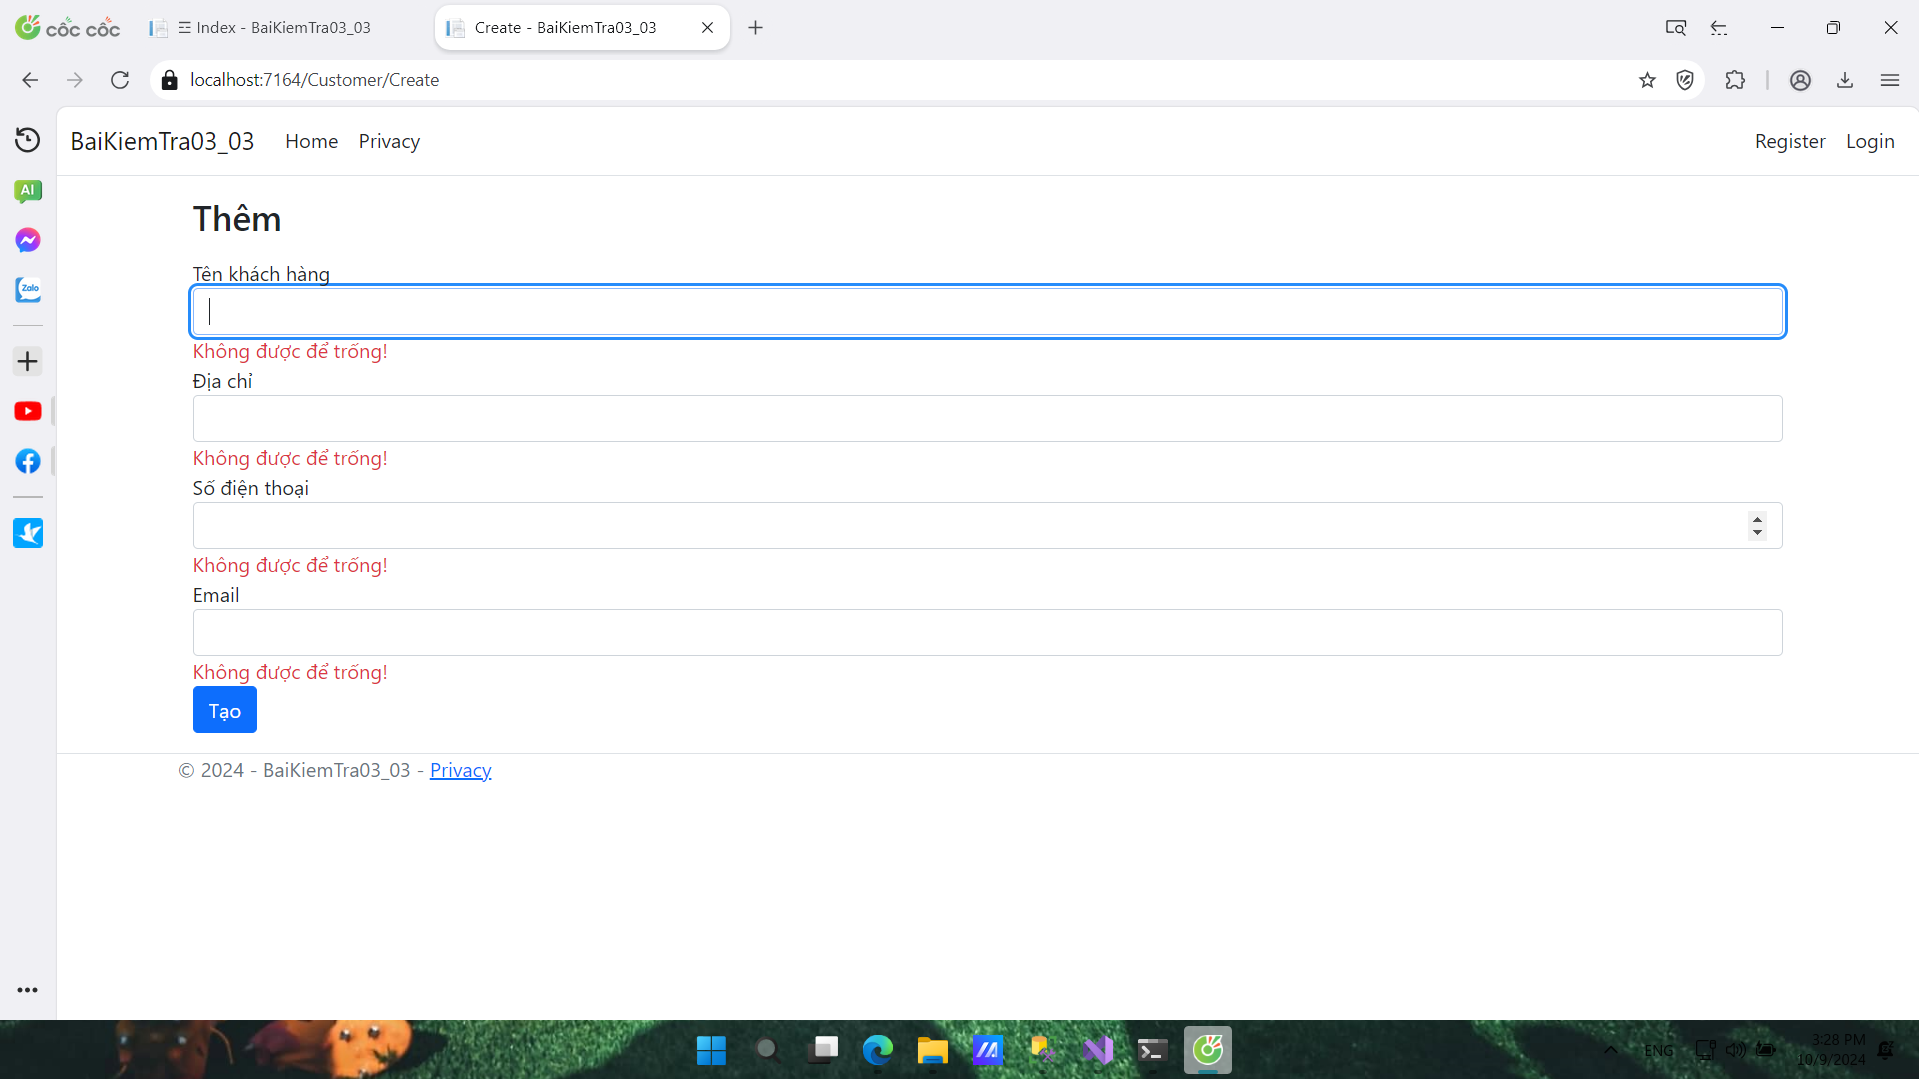 cốc cốc
☲ Index - BaiKiemTra03_03
Create - BaiKiemTra03_03
localhost:7164/Customer/Create
BaiKiemTra03_03
Home
Privacy
Register
Login
AI
Zalo
Thêm
Tên khách hàng
Không được để trống!
Địa chỉ
Không được để trống!
Số điện thoại
Không được để trống!
Email
Không được để trống!
Tạo
© 2024 - BaiKiemTra03_03 - Privacy
ENG
3:28 PM
10/9/2024